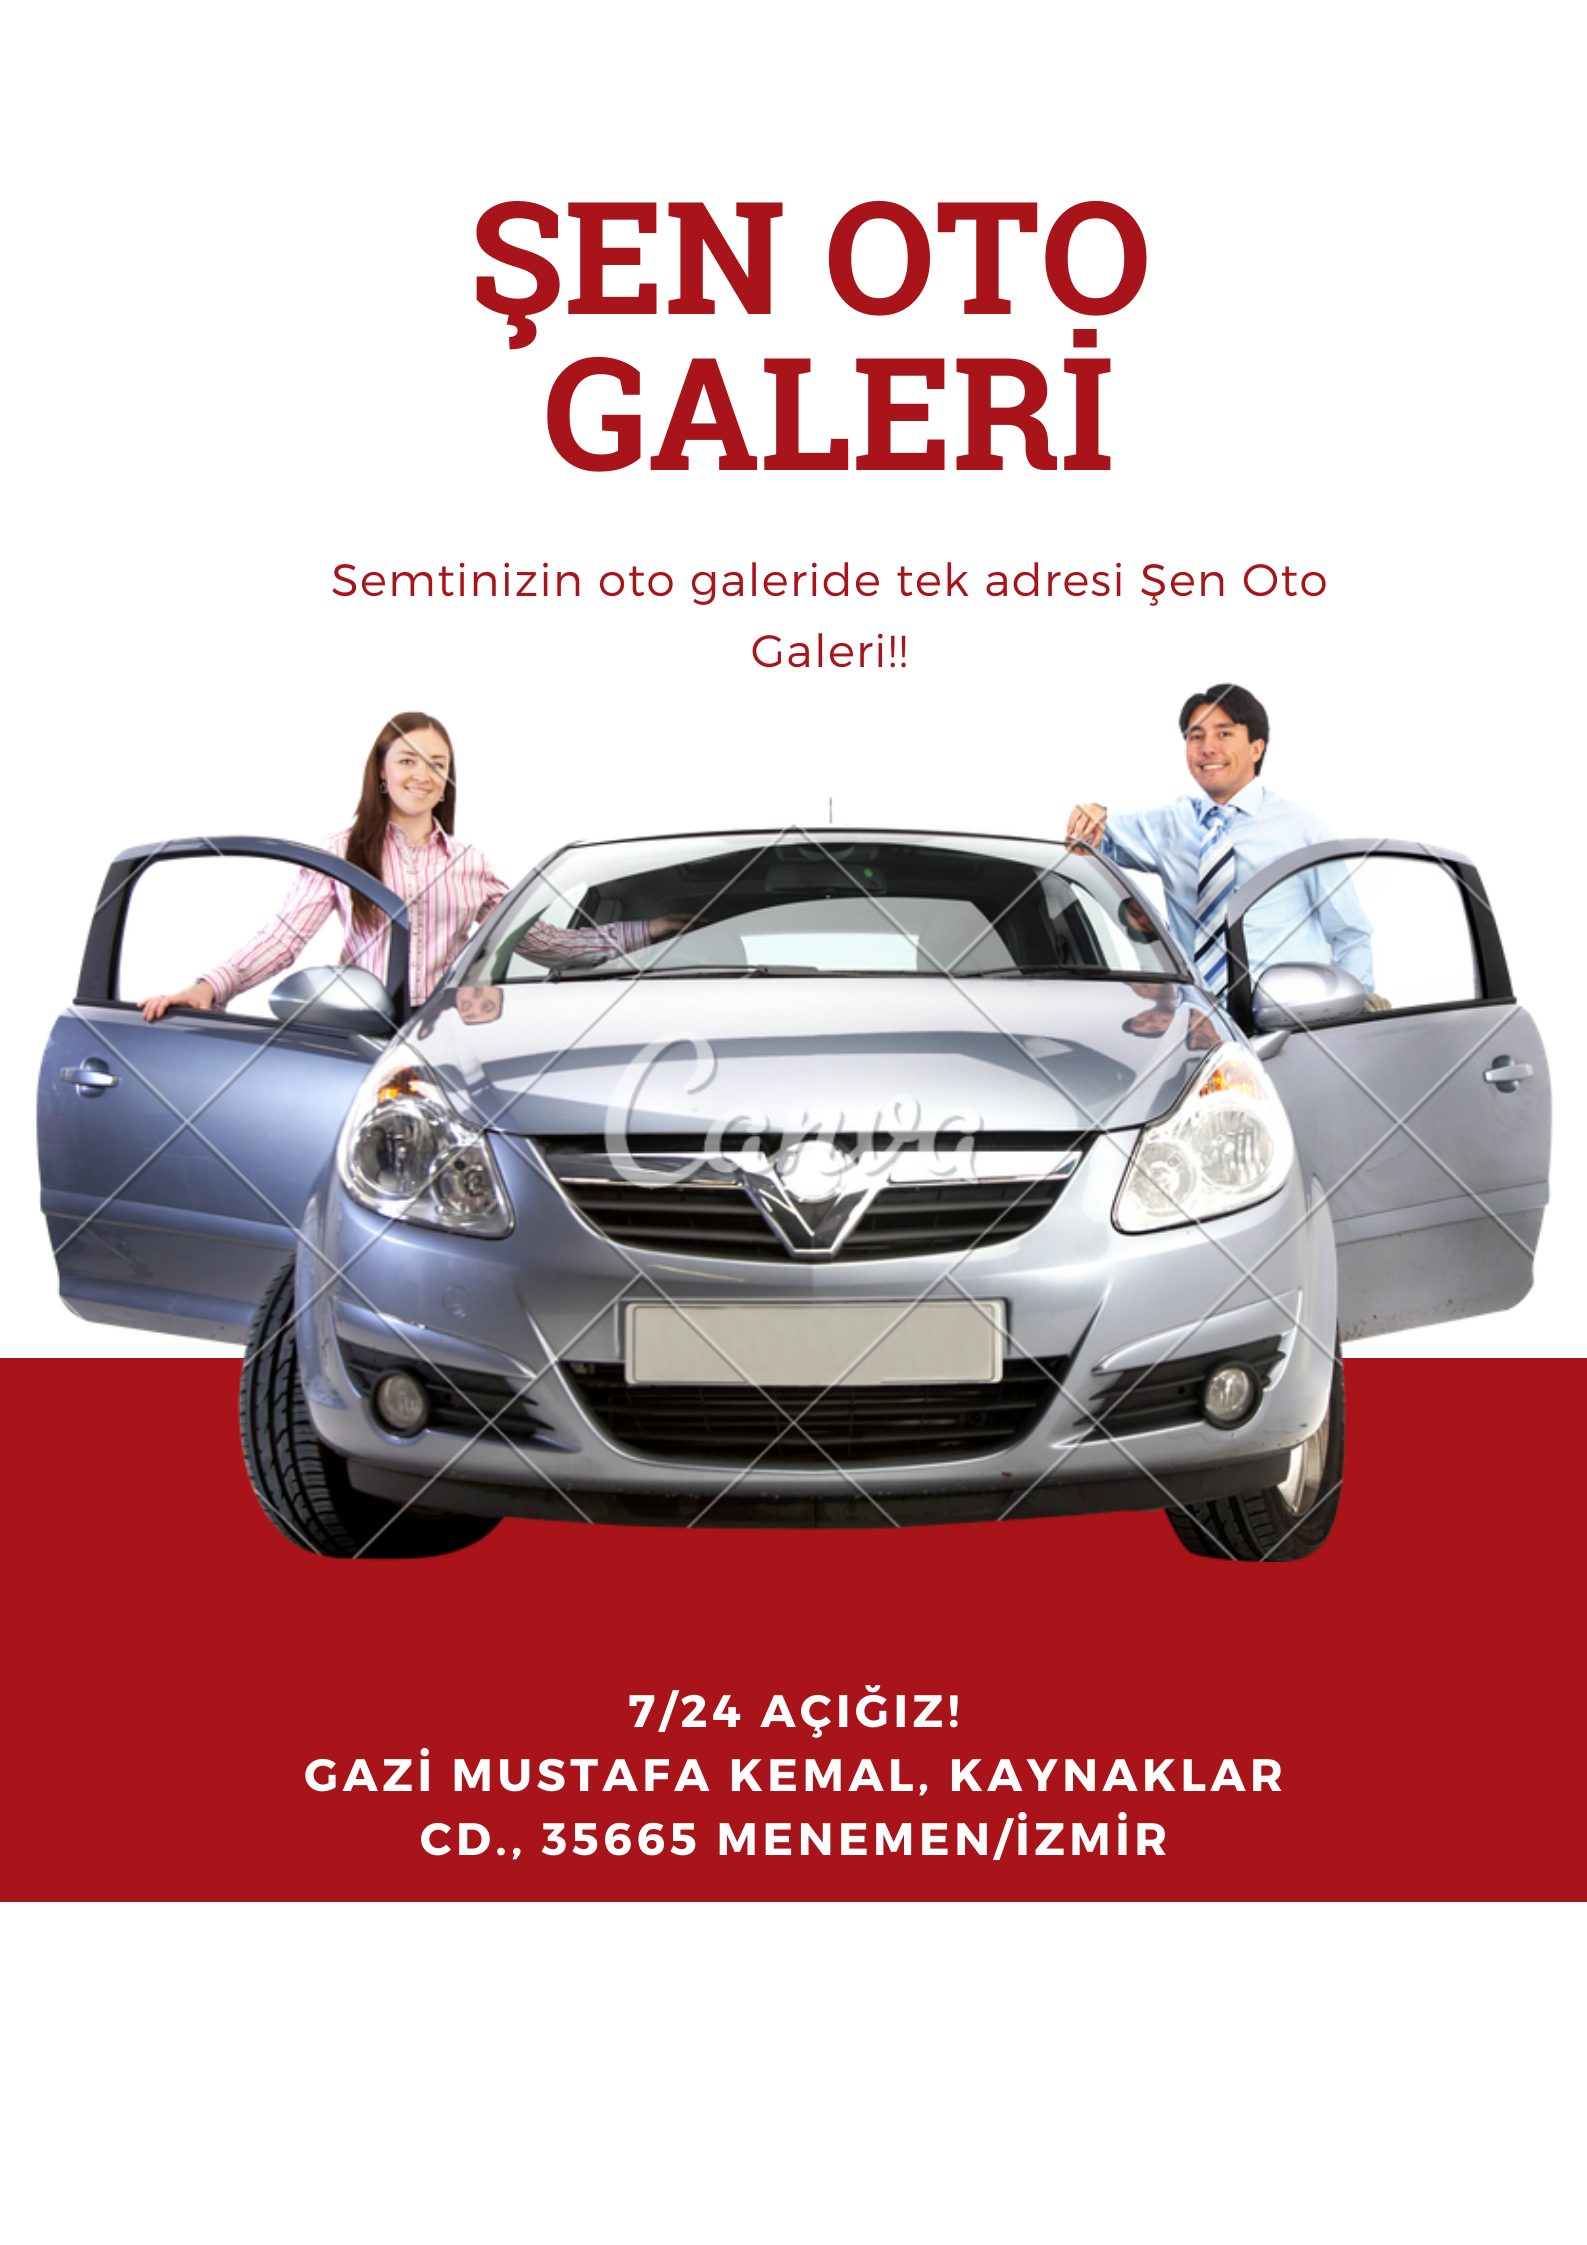 ŞEN OTO
GALERİ
Semtinizin oto galeride tek adresi Şen Oto
Galeri!!
Canva
7/24 AÇIĞIZ!
GAZİ MUSTAFA KEMAL, KAYNAKLAR
CD., 35665 MENEMEN/İZMİR